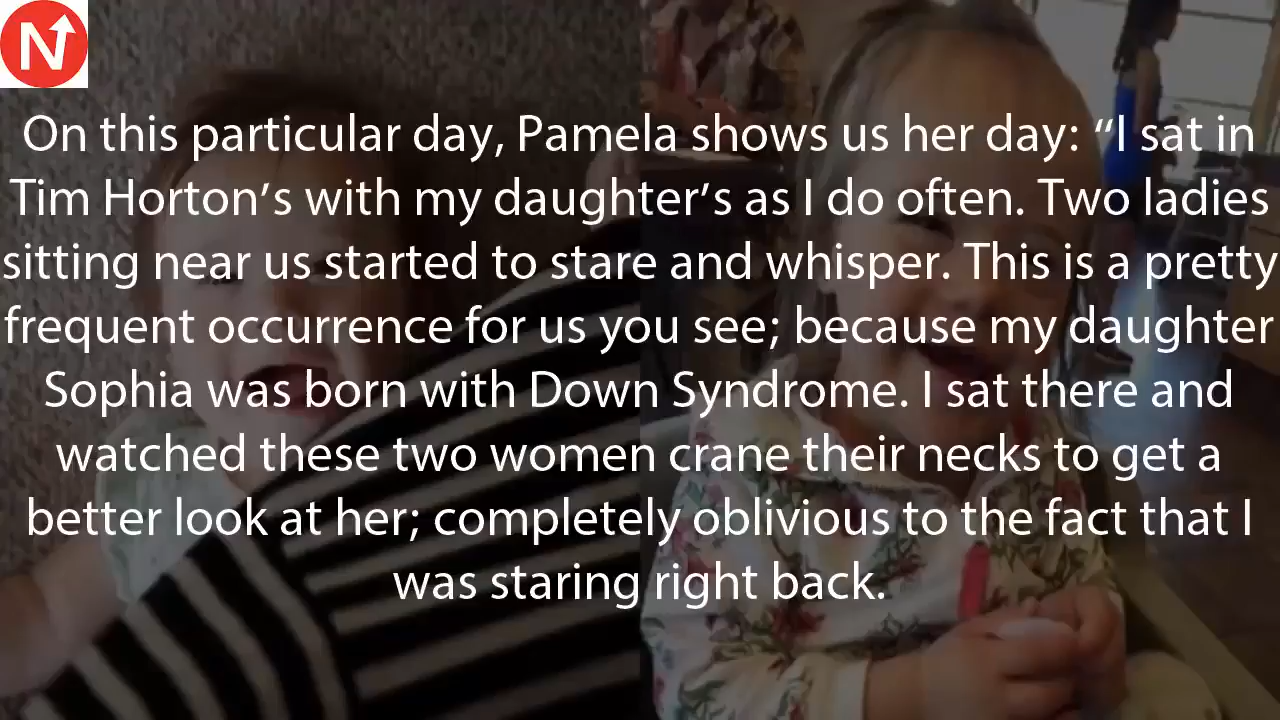 N
On this particular day, Pamela shows us her day: “I sat in
Tim Horton’s with my daughter’s as I do often. Two ladies
sitting near us started to stare and whisper. This is a pretty
frequent occurrence for us you see; because my daughter
Sophia was born with Down Syndrome. I sat there and
watched these two women crane their necks to get a
better look at her; completely oblivious to the fact that I
was staring right back.